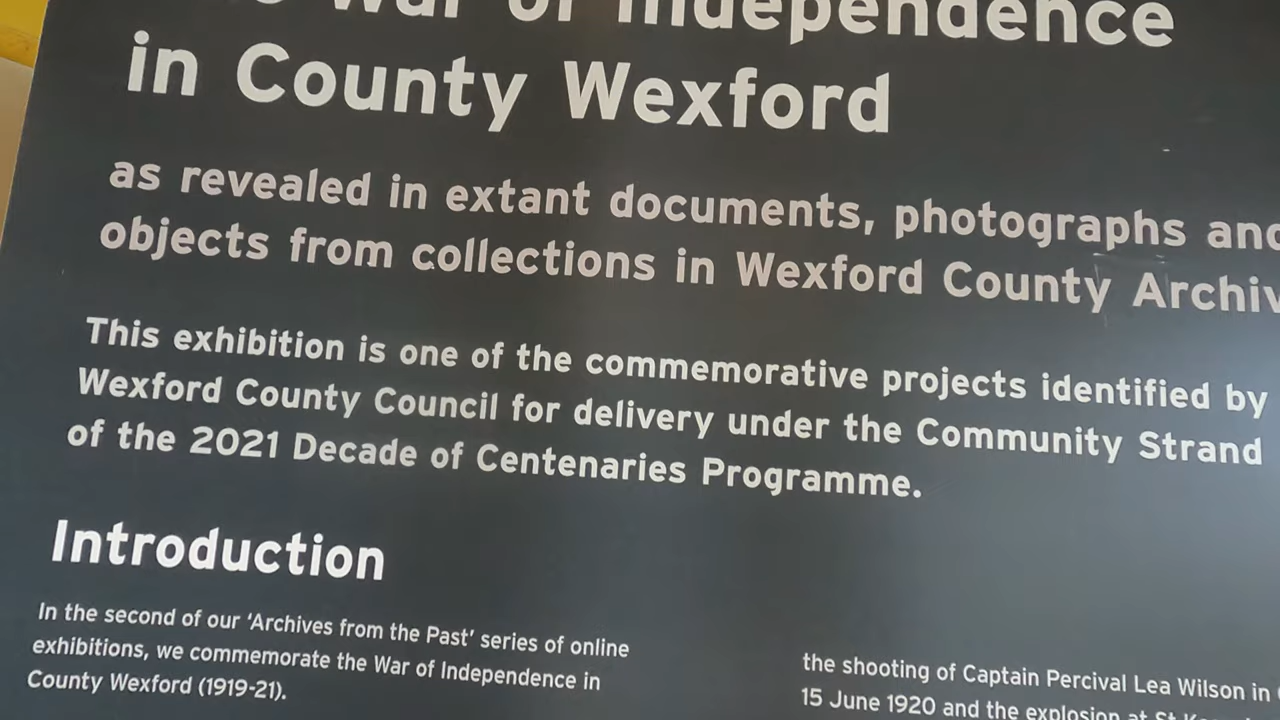 War of Independence
in County Wexford
as revealed in extant documents, photographs and
objects from collections in Wexford County
This exhibition is one of the commemorative projects identified by
Wexford County Council for delivery under the Community Strand
of the 2021 Decade of Centenaries Programme.
Introduction
In the second of our ‘Archives from the Past’ series of online
exhibitions, we commemorate the War of Independence in
County Wexford (1919-21).
the shooting of Captain Percival Lea Wilson in
15 June 1920 and the explosion at St